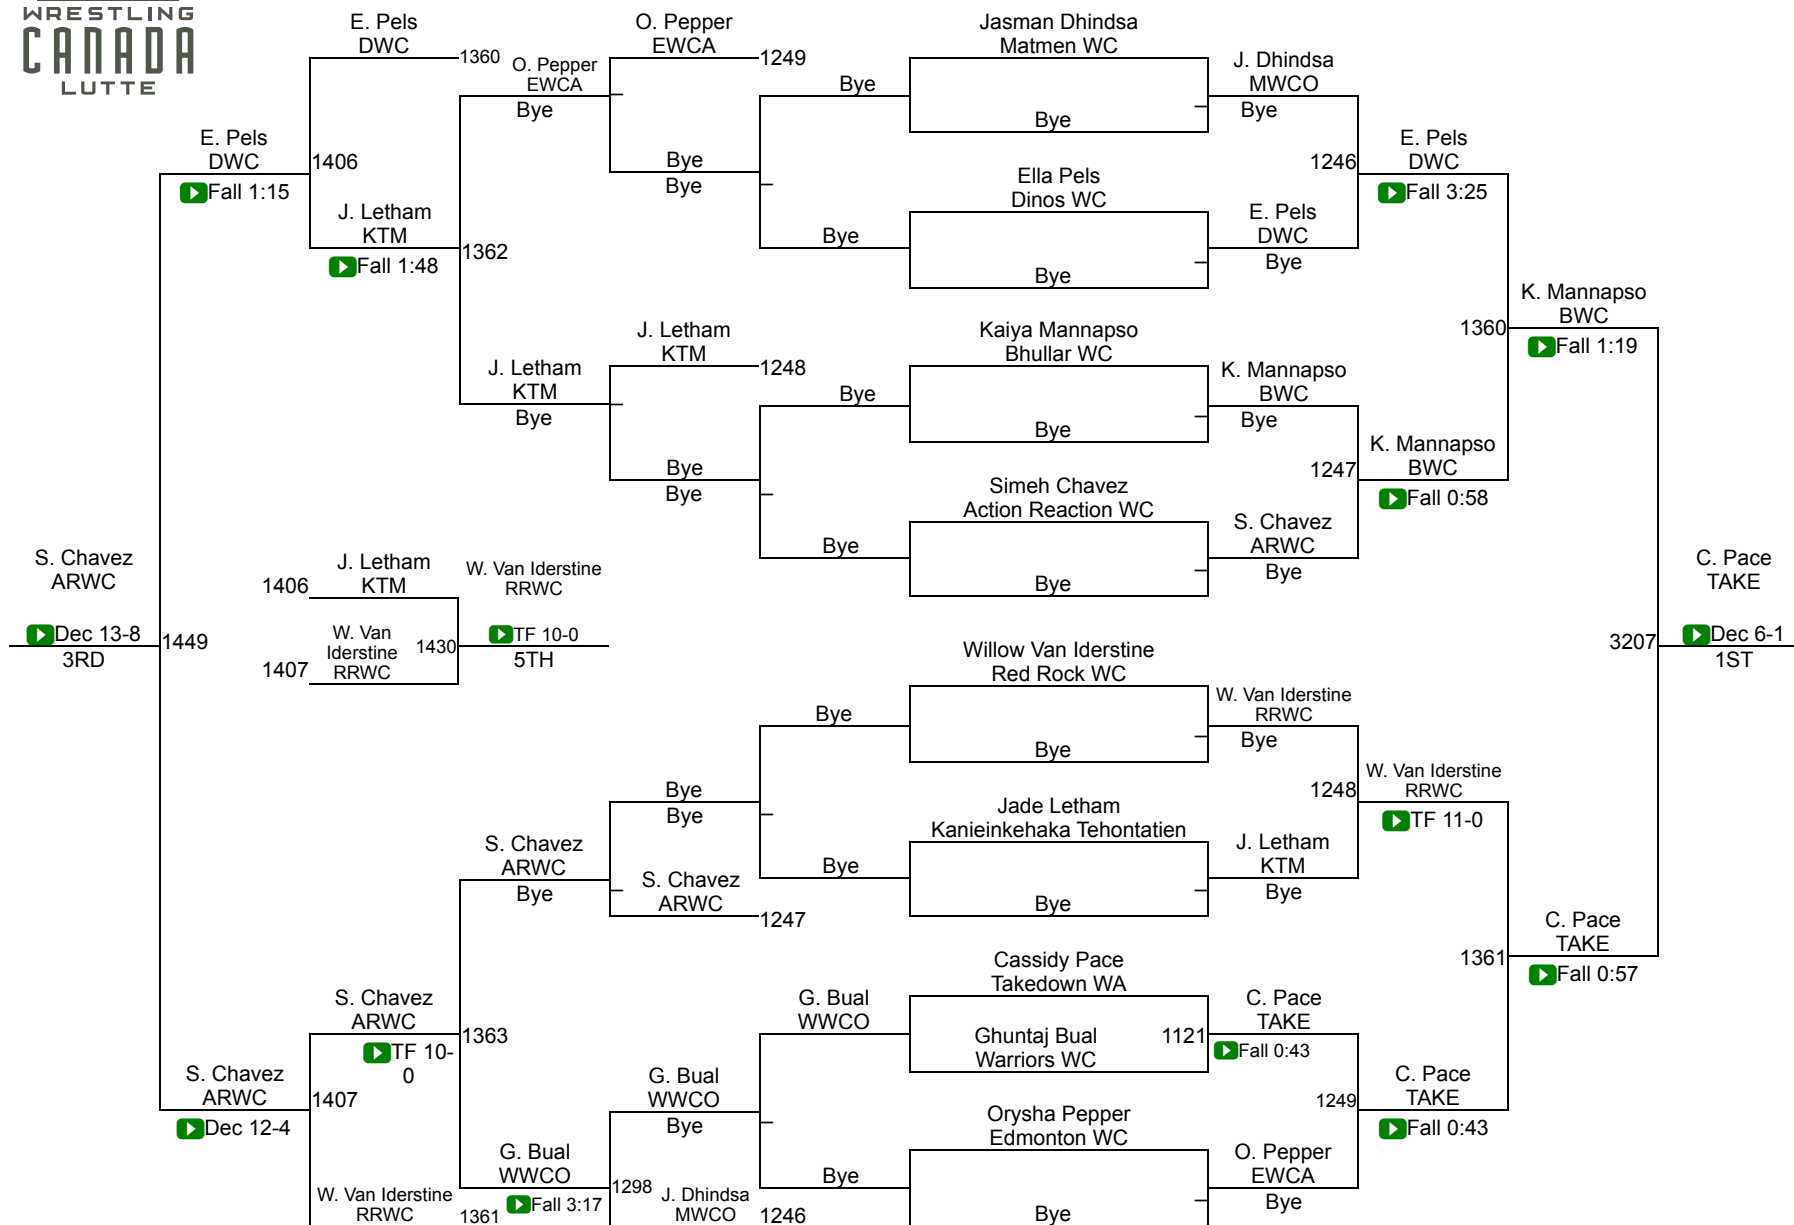 WRESTLING
CANADA
LUTTE
E. Pels
DWC
1360
O. Pepper
EWCA
Bye
O. Pepper
EWCA
1249
Bye
Jasman Dhindsa
Matmen WC
Bye
J. Dhindsa
MWCO
Bye
E. Pels
DWC
Fall 1:15
1406
Bye
Bye
Ella Pels
Dinos WC
1246
E. Pels
DWC
Fall 3:25
J. Letham
KTM
Fall 1:48
1362
Bye
Bye
E. Pels
DWC
Bye
K. Mannapso
BWC
Fall 1:19
1360
J. Letham
KTM
Bye
J. Letham
KTM
1248
Bye
Kaiya Mannapso
Bhullar WC
Bye
K. Mannapso
BWC
Bye
Bye
Bye
Simeh Chavez
Action Reaction WC
1247
K. Mannapso
BWC
Fall 0:58
Bye
Bye
S. Chavez
ARWC
Bye
S. Chavez
ARWC
Dec 13-8
3RD
1449
1406
J. Letham
KTM
1407
W. Van
Iderstine
RRWC
1430
W. Van Iderstine
RRWC
TF 10-0
5TH
C. Pace
TAKE
Dec 6-1
1ST
3207
Willow Van Iderstine
Red Rock WC
Bye
Bye
W. Van Iderstine
RRWC
Bye
Bye
Bye
Jade Letham
Kanieinkehaka Tehontatien
1248
W. Van Iderstine
RRWC
TF 11-0
S. Chavez
ARWC
Bye
S. Chavez
ARWC
1247
Bye
Bye
J. Letham
KTM
Bye
1361
C. Pace
TAKE
Fall 0:57
S. Chavez
ARWC
TF 10-
0
1363
G. Bual
WWCO
Cassidy Pace
Takedown WA
Ghuntaj Bual
Warriors WC
1121
C. Pace
TAKE
Fall 0:43
S. Chavez
ARWC
Dec 12-4
1407
G. Bual
WWCO
Bye
Orysha Pepper
Edmonton WC
1249
C. Pace
TAKE
Fall 0:43
W. Van Iderstine
RRWC
1361
G. Bual
WWCO
Fall 3:17
1298
J. Dhindsa
MWCO
1246
Bye
Bye
O. Pepper
EWCA
Bye